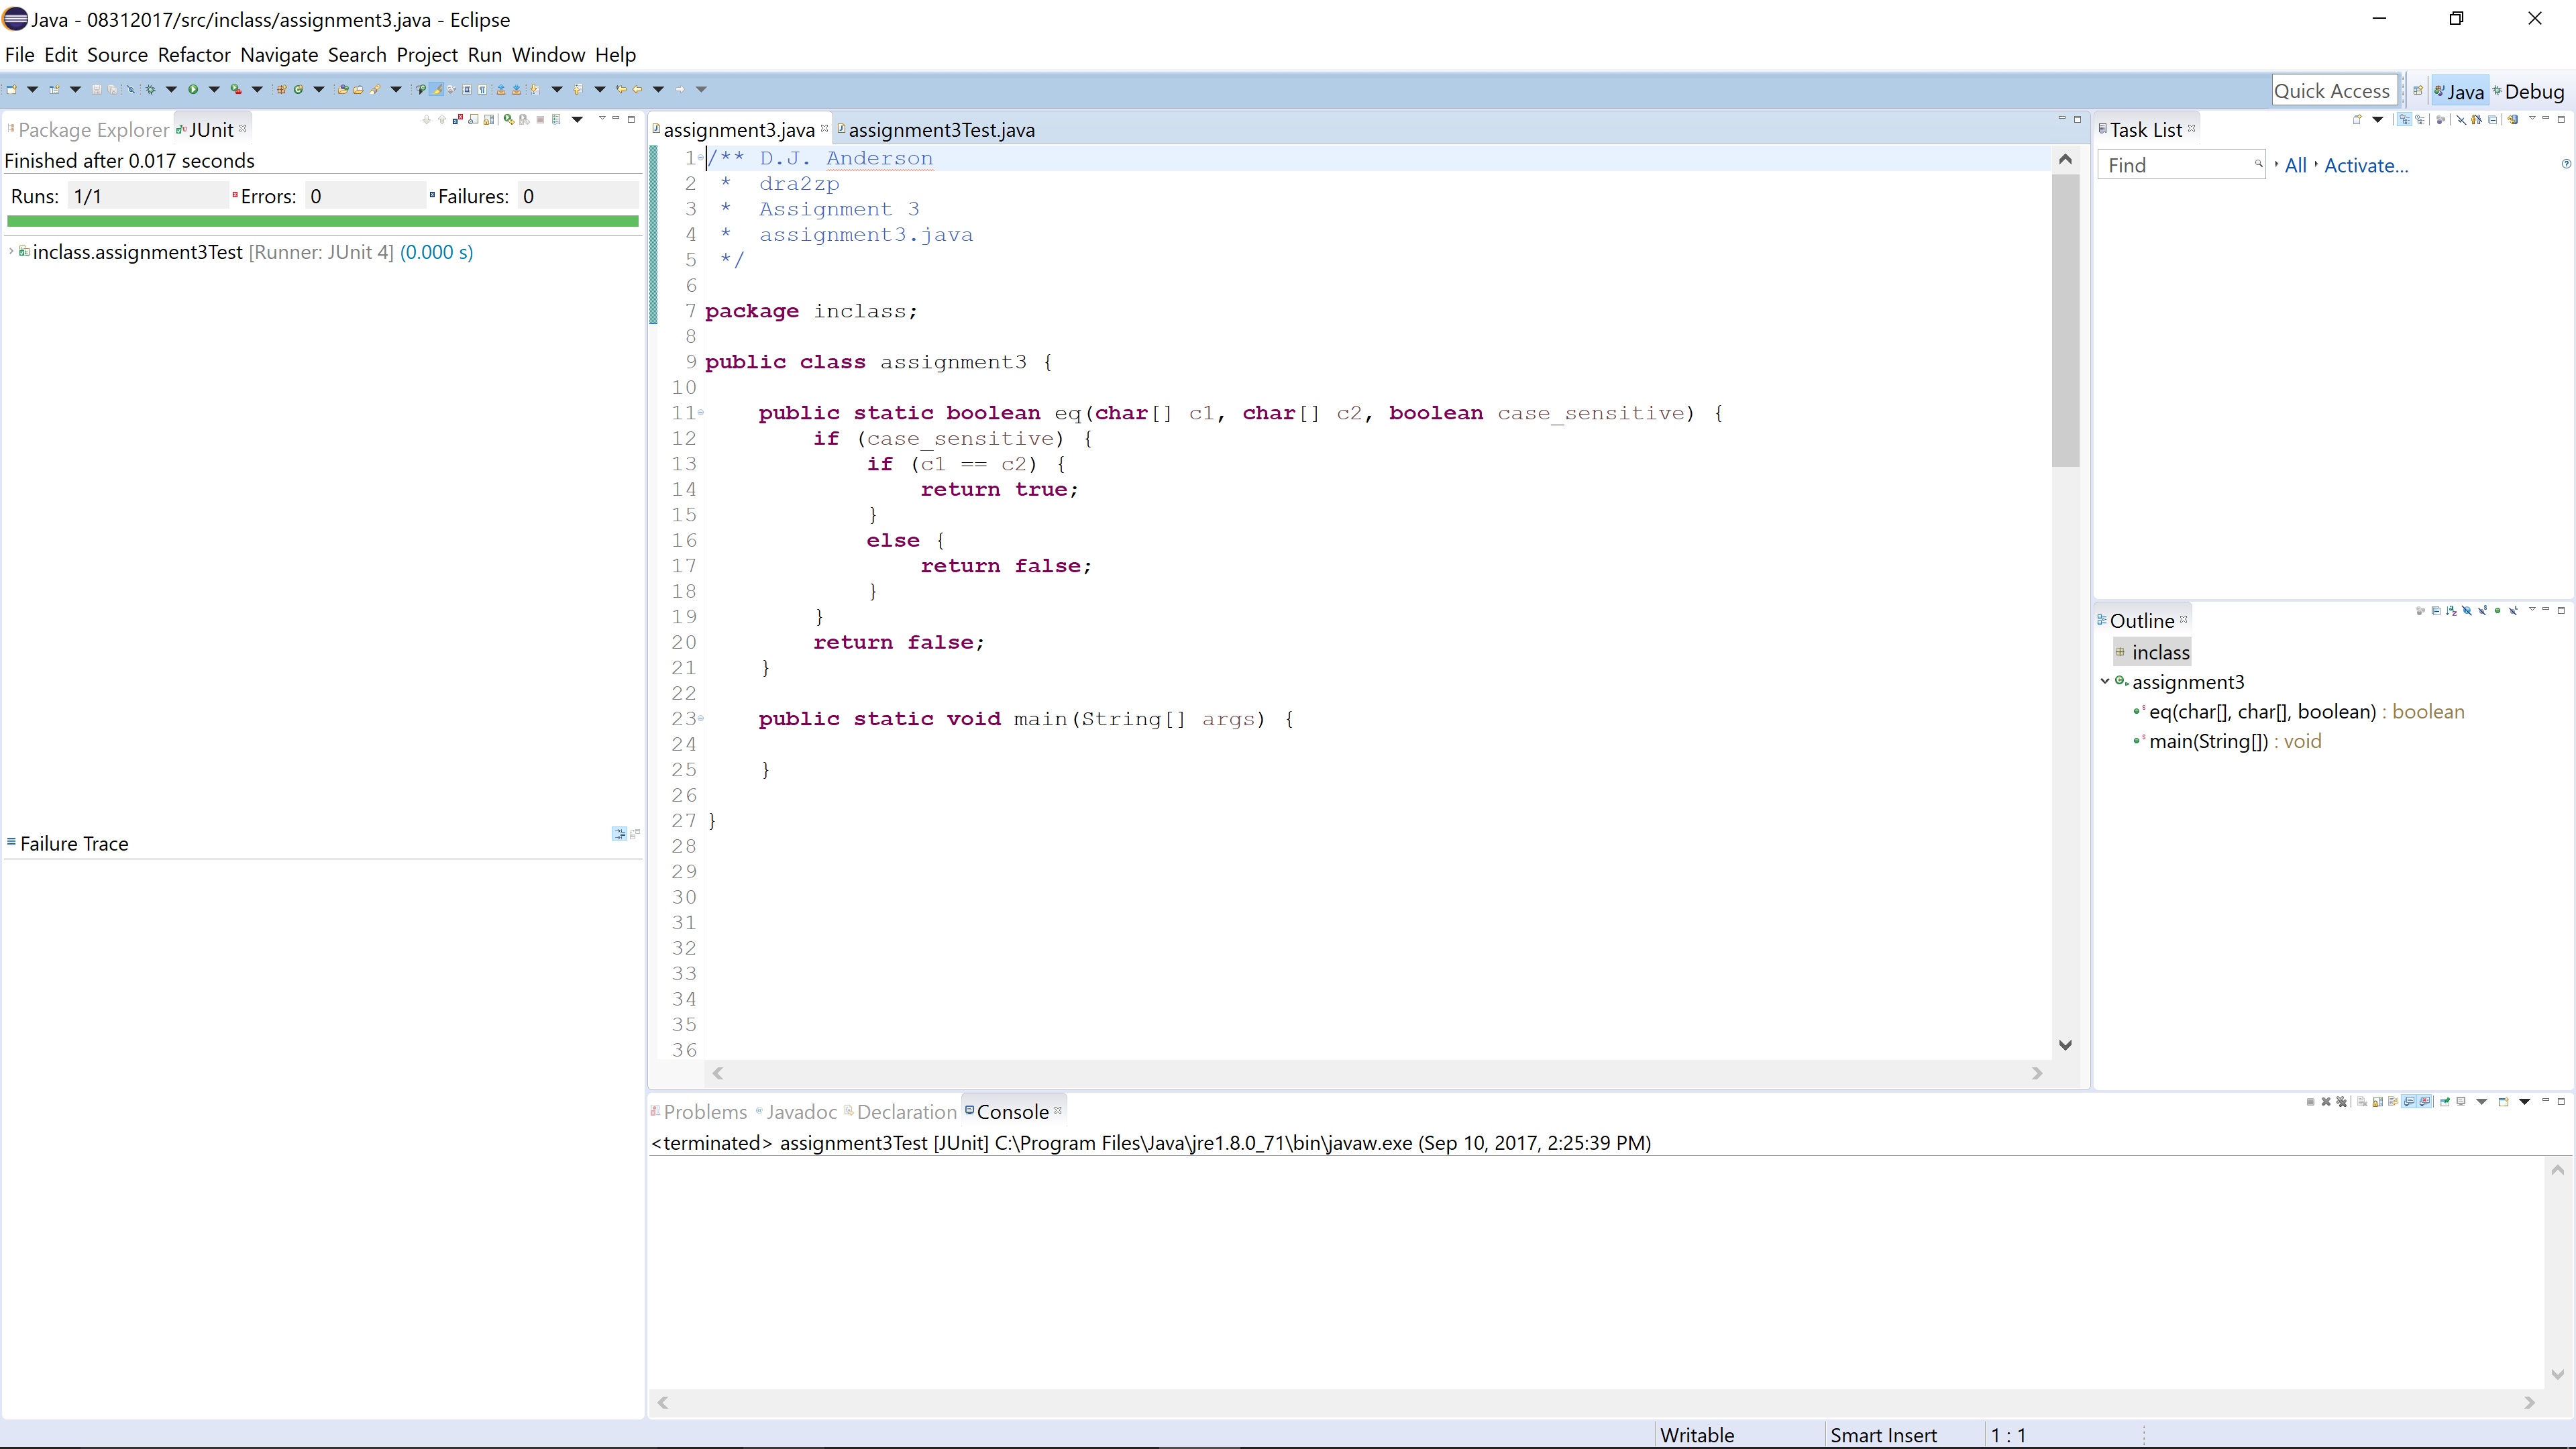 Java - 08312017/src/inclass/assignment3.java - Eclipse
File Edit Source Refactor Navigate Search Project Run Window Help
Quick Access
Java
Debug
Package Explorer
JUnit
Finished after 0.017 seconds
Runs: 1/1
Errors: 0
Failures: 0
inclass.assignment3Test [Runner: JUnit 4] (0.000 s)
Failure Trace
assignment3.java
assignment3Test.java
1 /** D.J. Anderson
2  *  dra2zp
3  *  Assignment 3
4  *  assignment3.java
5  */
6
7 package inclass;
8
9 public class assignment3 {
10
11     public static boolean eq(char[] c1, char[] c2, boolean case_sensitive) {
12         if (case_sensitive) {
13             if (c1 == c2) {
14                 return true;
15             }
16             else {
17                 return false;
18             }
19         }
20         return false;
21     }
22
23     public static void main(String[] args) {
24
25     }
26
27 }
28
29
30
31
32
33
34
35
36
Task List
Find
All
Activate...
Outline
inclass
assignment3
eq(char[], char[], boolean) : boolean
main(String[]) : void
Problems
Javadoc
Declaration
Console
<terminated> assignment3Test [JUnit] C:\Program Files\Java\jre1.8.0_71\bin\javaw.exe (Sep 10, 2017, 2:25:39 PM)
Writable
Smart Insert
1 : 1